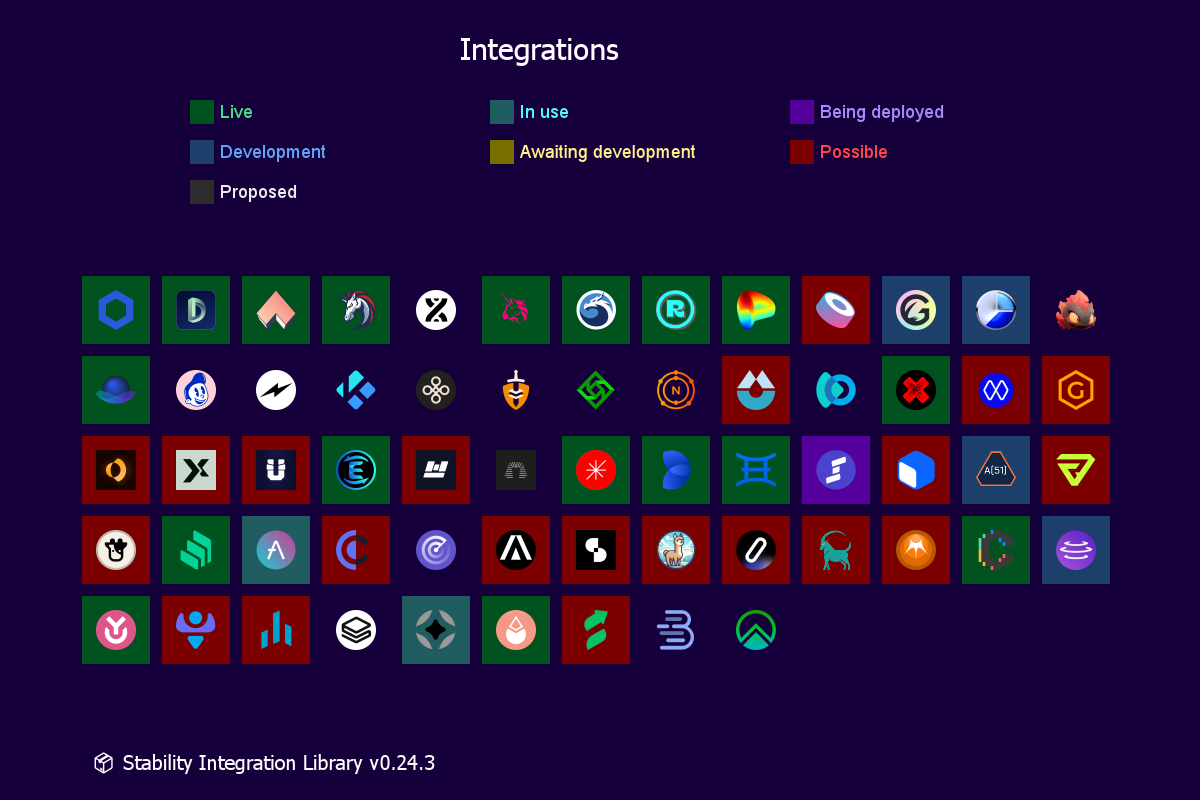 Integrations
Live
In use
Being deployed
Development
Awaiting development
Possible
Proposed
N
G
A(51)
Stability Integration Library v0.24.3